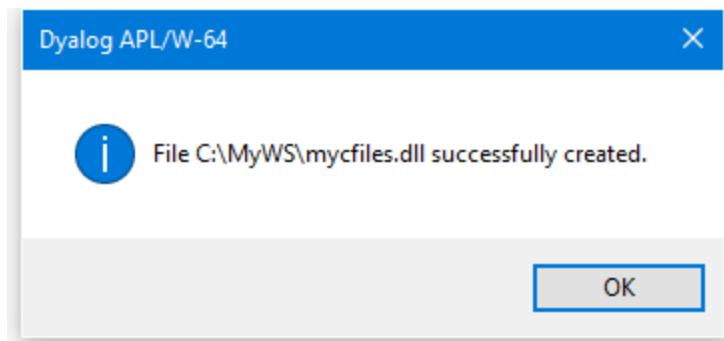 Dyalog APL/W-64
File C:\MyWS\mycfiles.dll successfully created.
OK